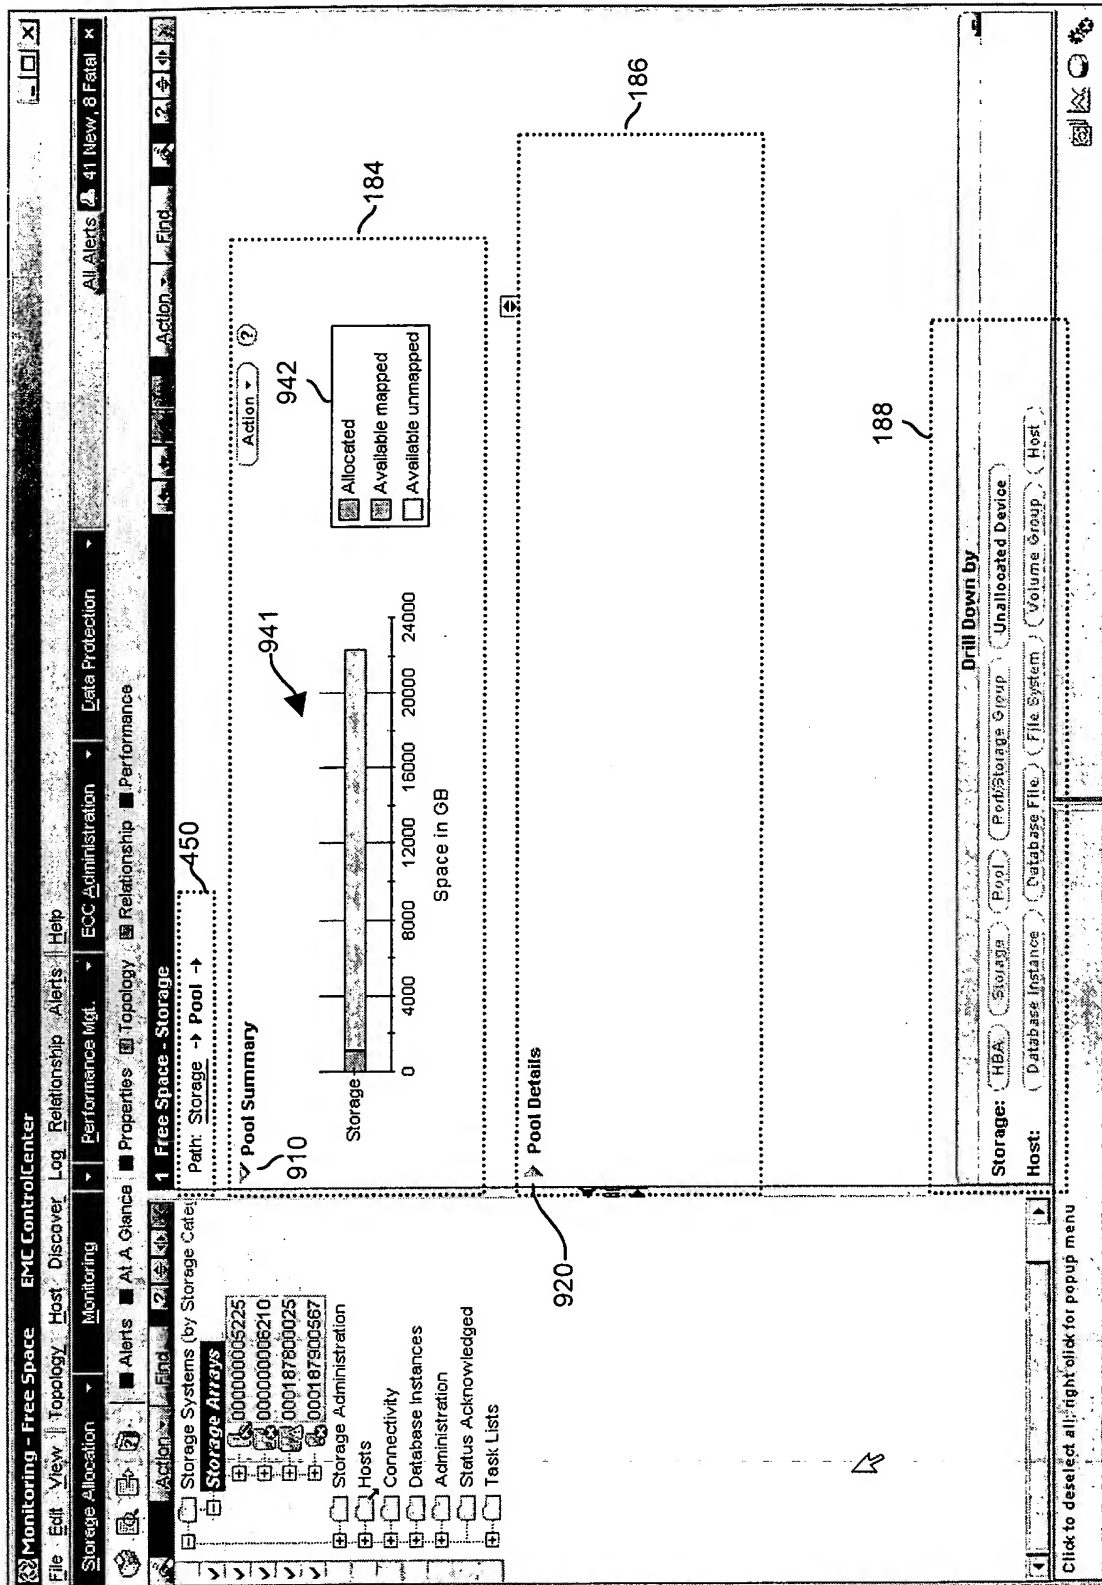 Monitoring - Free Space EMC ControlCenter
File Edit View Topology Host Discover Log Relationship Alerts Help
Storage Allocation Monitoring Performance Mgt. ECC Administration Data Protection All Alerts 41 New, 8 Fatal
Alerts At A Glance Properties Topology Relationship Performance
Action Find
1 Free Space - Storage Action Find
Storage Systems (by Storage Cate
Storage Arrays
000000005225
000000006210
000187800025
000187900567
Storage Administration
Hosts
Connectivity
Database Instances
Administration
Status Acknowledged
Task Lists
Path: Storage → Pool →
450
910
Pool Summary
Action ?
184
941
942
Storage
0 4000 8000 12000 16000 20000 24000
Space in GB
Allocated
Available mapped
Available unmapped
920
Pool Details
186
188
Drill Down by
Storage: HBA Storage Pool Port/Storage Group Unallocated Device
Host: Database Instance Database File File System Volume Group Host
Click to deselect all; right click for popup menu